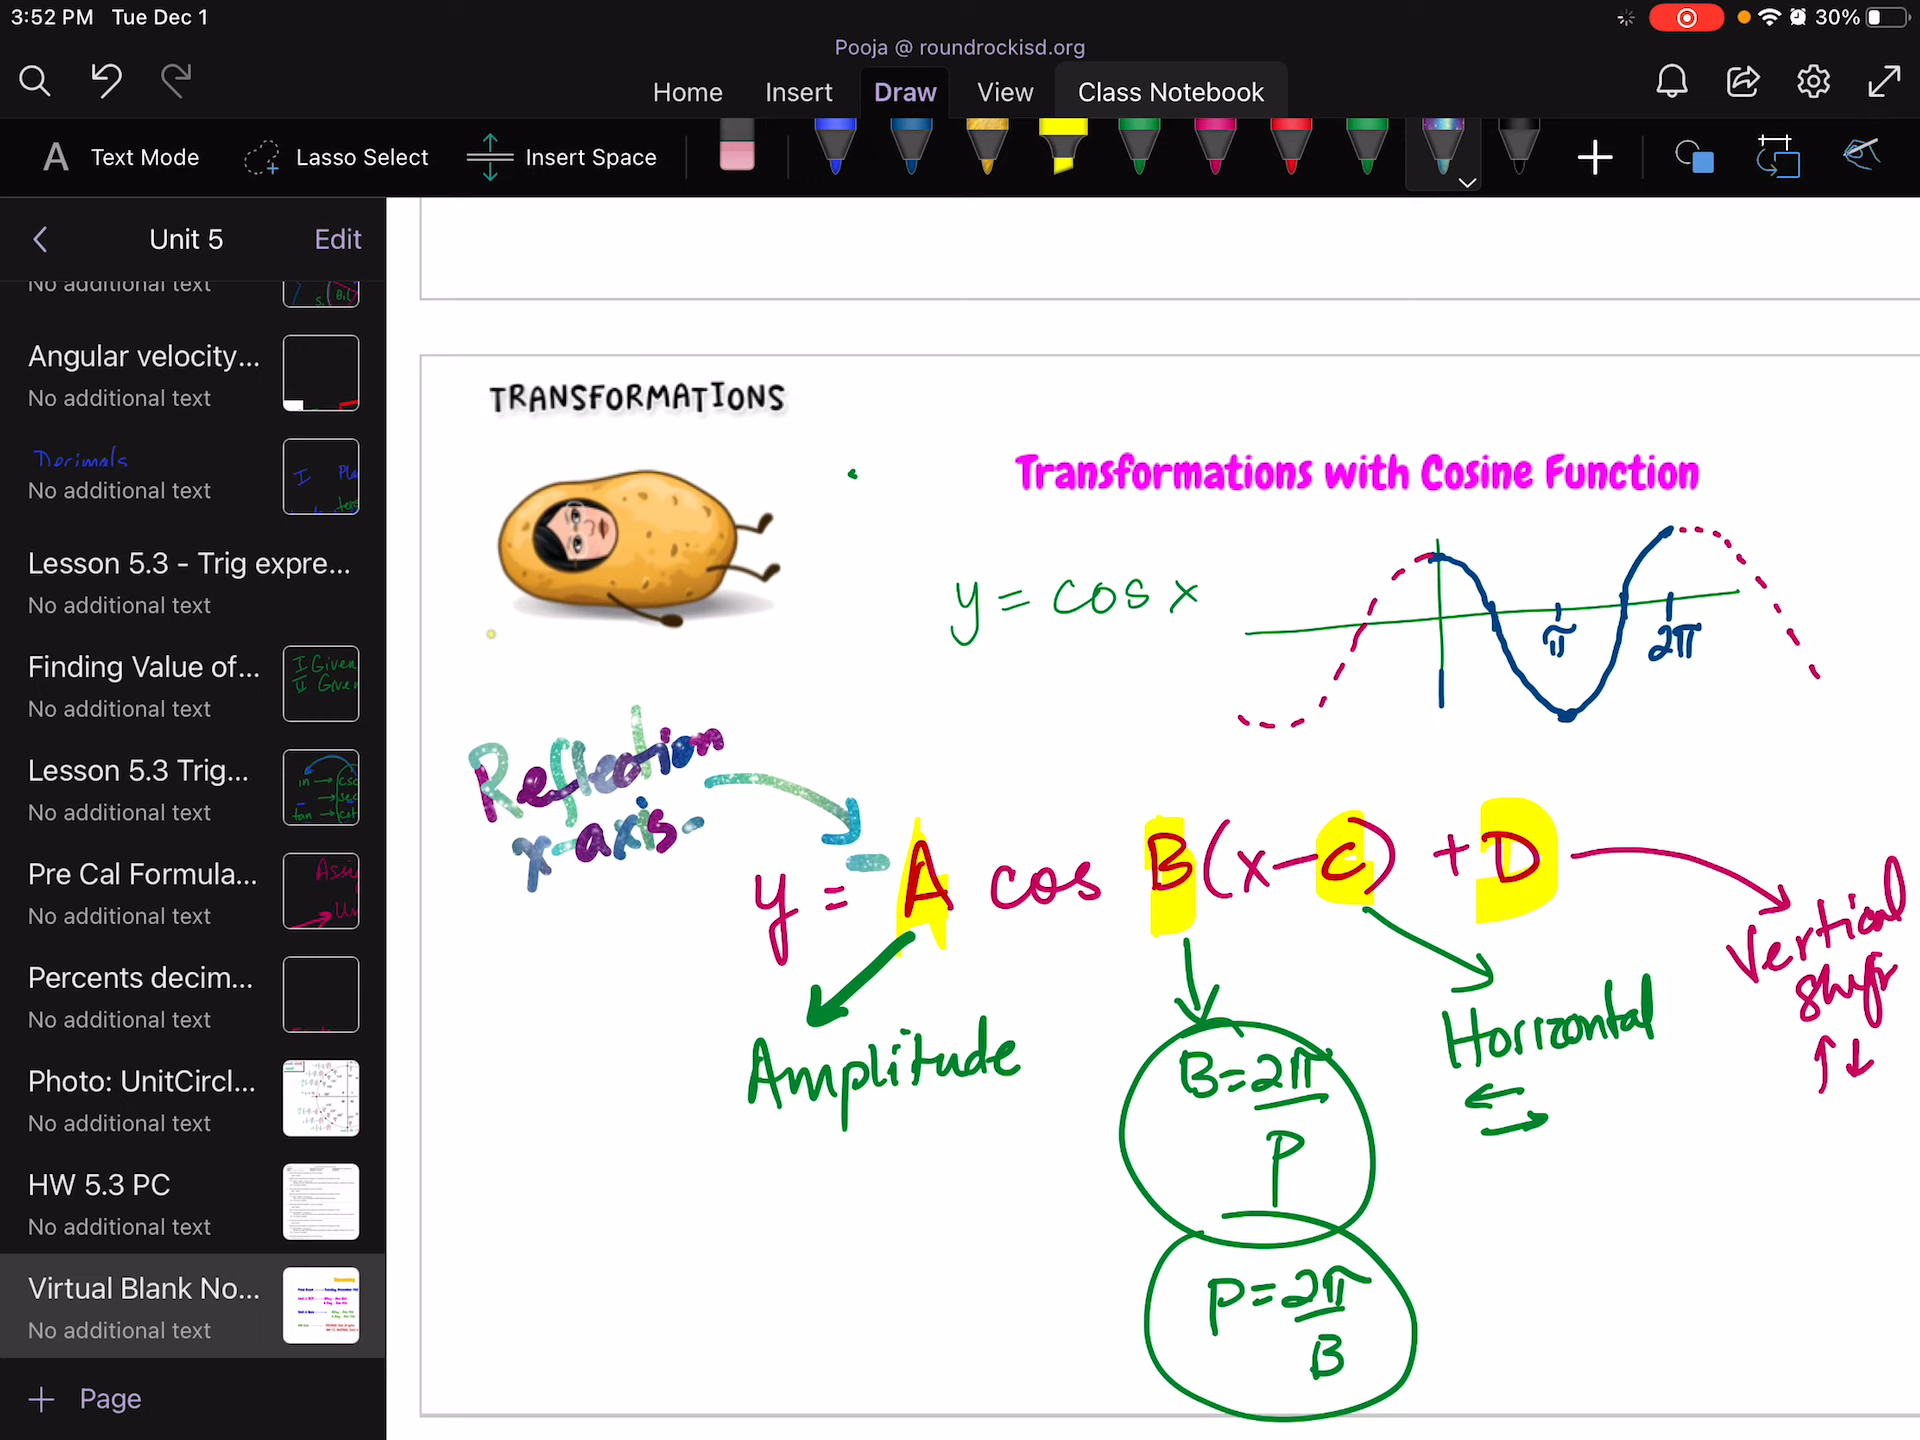 3:52 PM Tue Dec 1
30%
Pooja @ roundrockisd.org
Home Insert Draw View Class Notebook
A Text Mode Lasso Select Insert Space
Unit 5 Edit
No additional text
Angular velocity...
No additional text
Decimals
No additional text
Lesson 5.3 - Trig expre...
No additional text
Finding Value of...
No additional text
Lesson 5.3 Trig...
No additional text
Pre Cal Formula...
No additional text
Percents decim...
No additional text
Photo: UnitCircl...
No additional text
HW 5.3 PC
No additional text
Virtual Blank No...
No additional text
+ Page
TRANSFORMATIONS
Transformations with Cosine Function
y = cos x
π 2π
Reflection
x-axis
y = - A cos B(x-C) + D
Vertical
Shift
↑↓
Amplitude
Horizontal
B=2π
P
P=2π
B